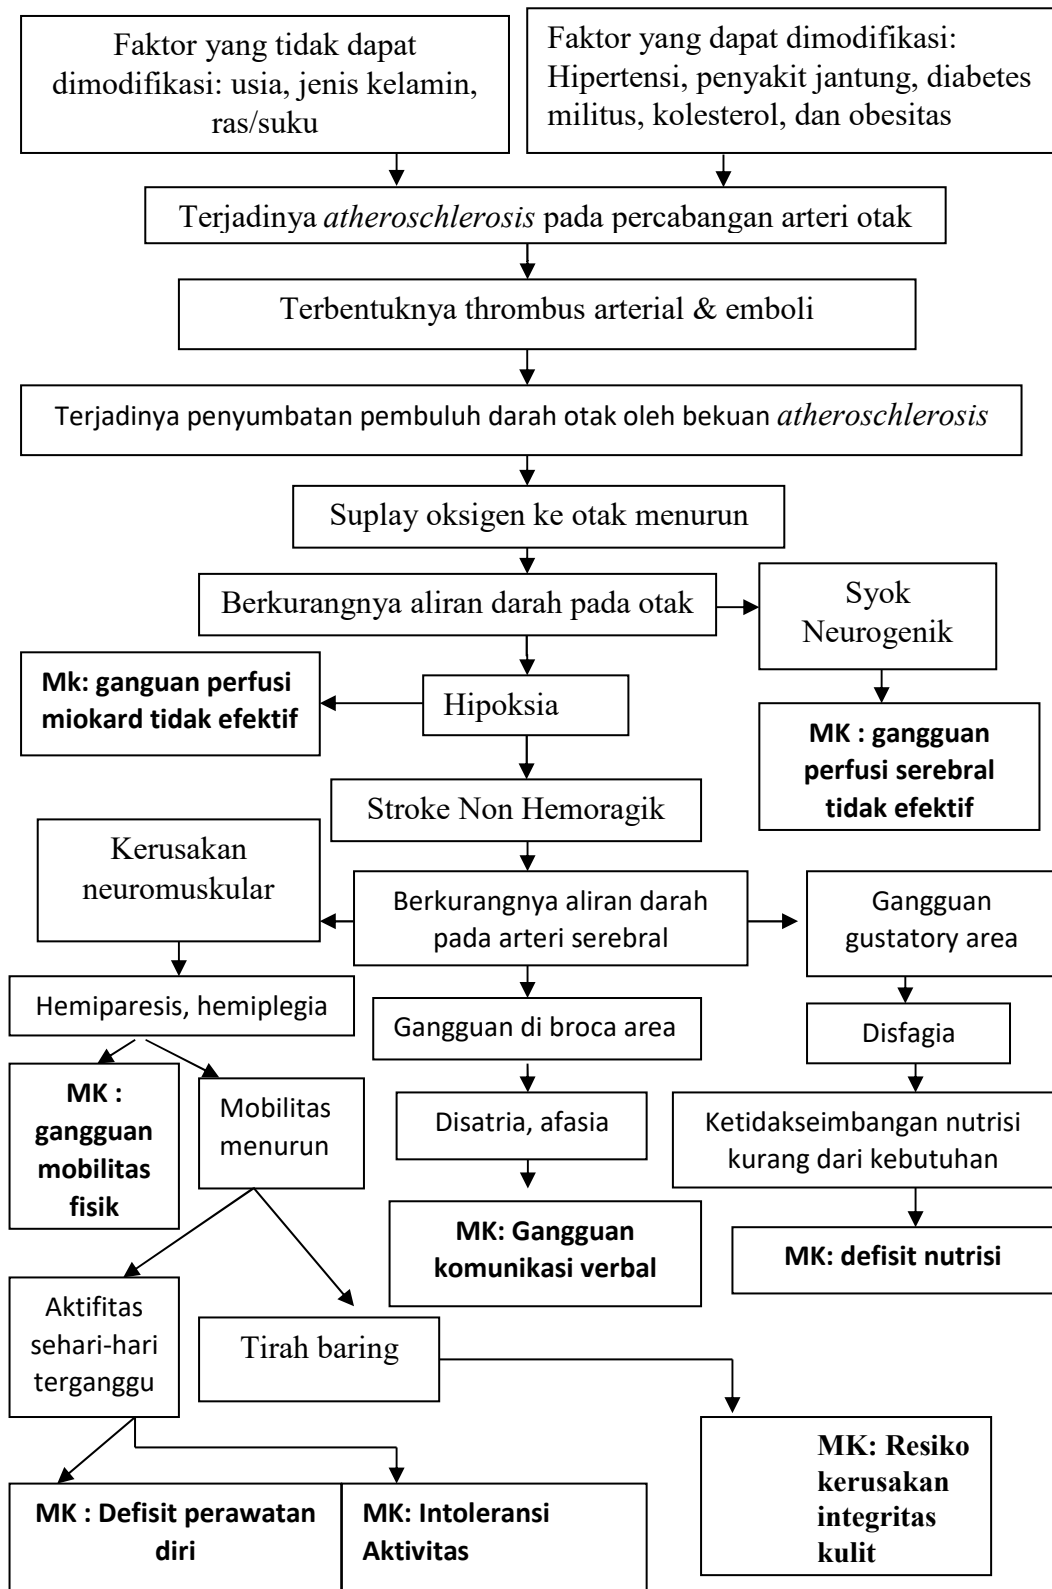 Faktor yang tidak dapat
dimodifikasi: usia, jenis kelamin,
ras/suku
Faktor yang dapat dimodifikasi:
Hipertensi, penyakit jantung, diabetes
militus, kolesterol, dan obesitas
Terjadinya atheroschlerosis pada percabangan arteri otak
Terbentuknya thrombus arterial & emboli
Terjadinya penyumbatan pembuluh darah otak oleh bekuan atheroschlerosis
Suplay oksigen ke otak menurun
Berkurangnya aliran darah pada otak
Syok
Neurogenik
Mk: ganguan perfusi
miokard tidak efektif
Hipoksia
MK : gangguan
perfusi serebral
tidak efektif
Stroke Non Hemoragik
Kerusakan
neuromuskular
Berkurangnya aliran darah
pada arteri serebral
Gangguan
gustatory area
Hemiparesis, hemiplegia
Gangguan di broca area
Disfagia
MK :
gangguan
mobilitas
fisik
Mobilitas
menurun
Disatria, afasia
Ketidakseimbangan nutrisi
kurang dari kebutuhan
MK: Gangguan
komunikasi verbal
MK: defisit nutrisi
Aktifitas
sehari-hari
terganggu
Tirah baring
MK: Resiko
kerusakan
integritas
kulit
MK : Defisit perawatan
diri
MK: Intoleransi
Aktivitas